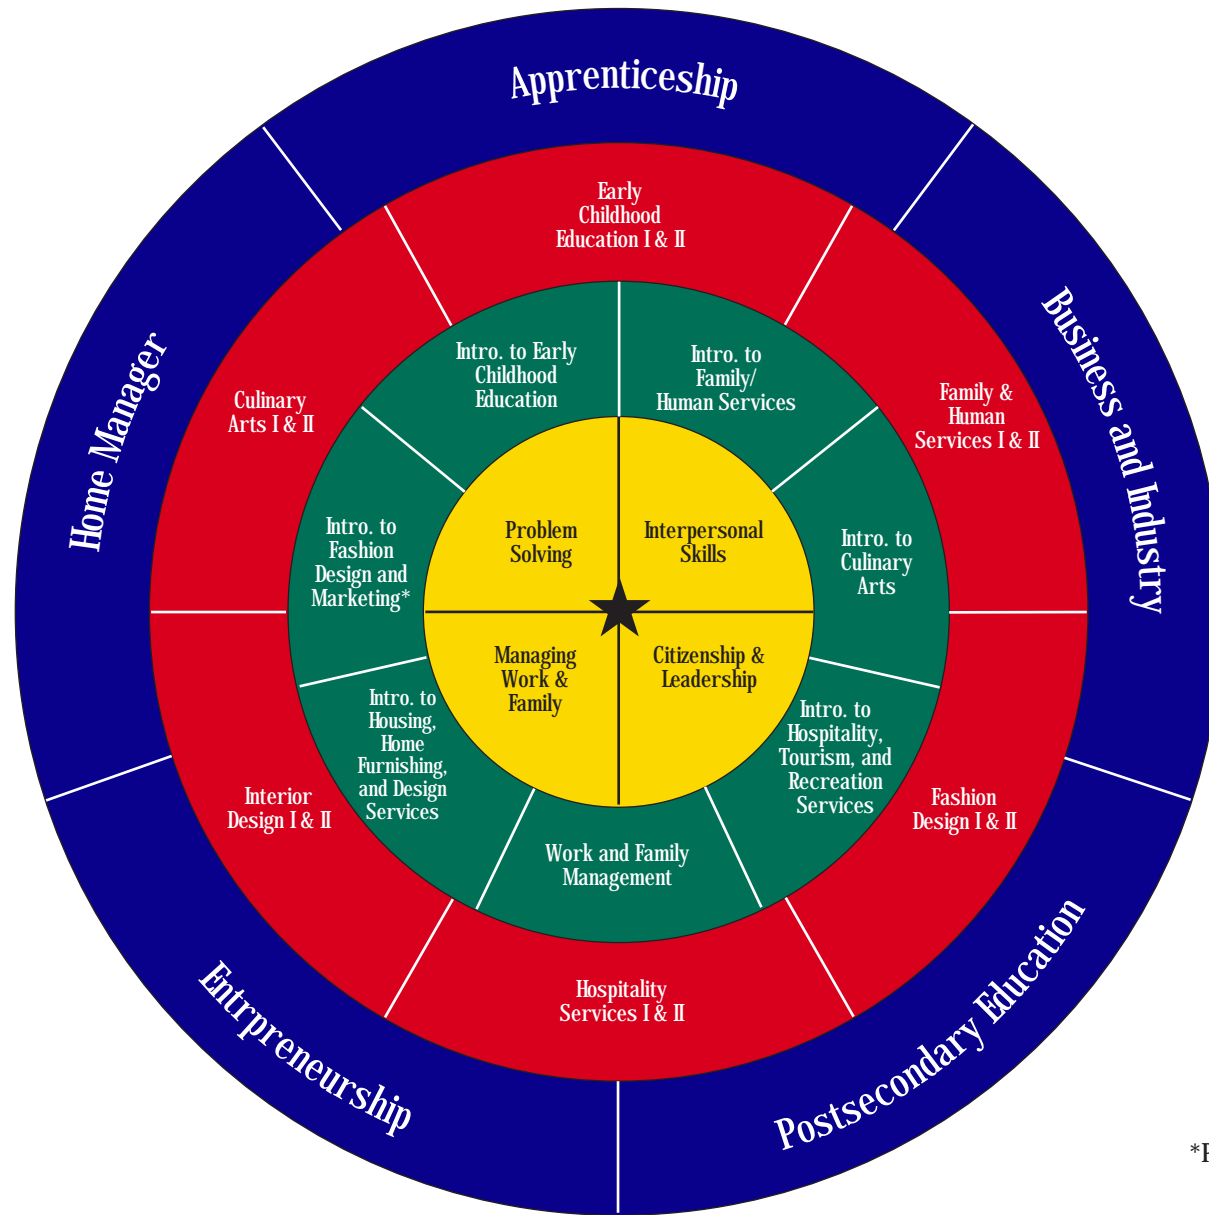 Apprenticeship
Business and Industry
Postsecondary Education
Entrpreneurship
Home Manager
Early
Childhood
Education I & II
Family &
Human
Services I & II
Fashion
Design I & II
Hospitality
Services I & II
Interior
Design I & II
Culinary
Arts I & II
Intro. to Early
Childhood
Education
Intro. to
Family/
Human Services
Intro. to
Culinary
Arts
Intro. to
Hospitality,
Tourism, and
Recreation
Services
Work and Family
Management
Intro. to
Housing,
Home
Furnishing,
and Design
Services
Intro. to
Fashion
Design and
Marketing*
Problem
Solving
Interpersonal
Skills
Managing
Work &
Family
Citizenship &
Leadership